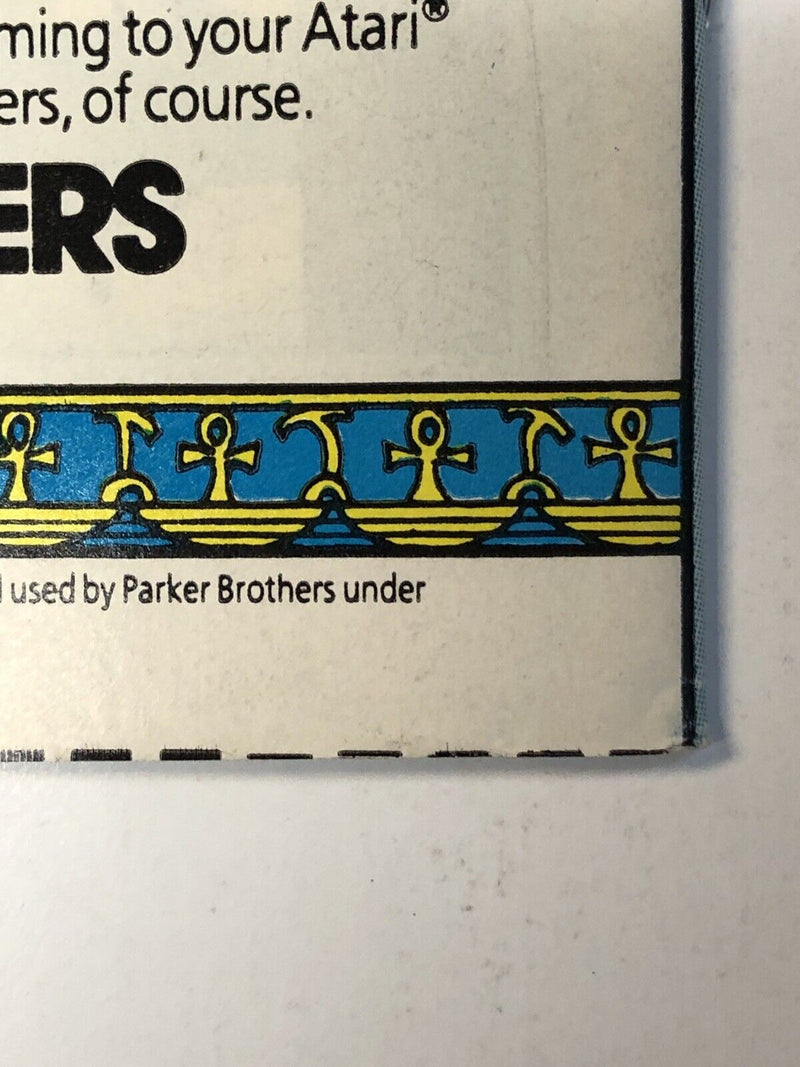 ming to your Atari®
ers, of course.
ERS
used by Parker Brothers under